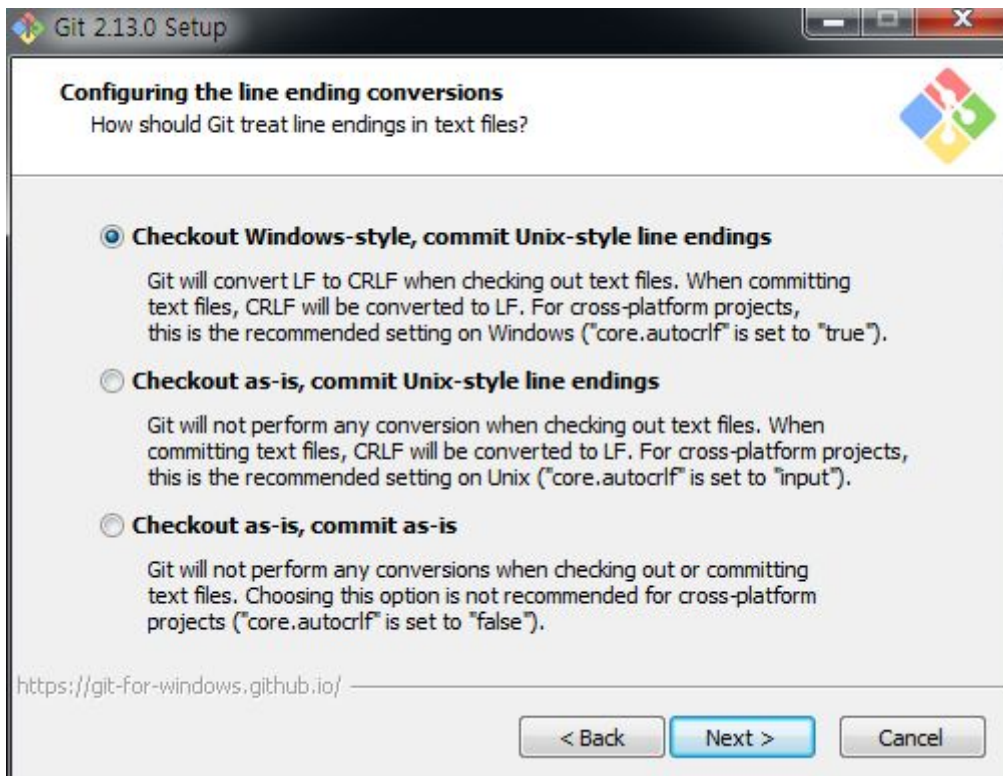 Git 2.13.0 Setup
Configuring the line ending conversions
How should Git treat line endings in text files?
Checkout Windows-style, commit Unix-style line endings
Git will convert LF to CRLF when checking out text files. When committing
text files, CRLF will be converted to LF. For cross-platform projects,
this is the recommended setting on Windows ("core.autocrlf" is set to "true").
Checkout as-is, commit Unix-style line endings
Git will not perform any conversion when checking out text files. When
committing text files, CRLF will be converted to LF. For cross-platform projects,
this is the recommended setting on Unix ("core.autocrlf" is set to "input").
Checkout as-is, commit as-is
Git will not perform any conversions when checking out or committing
text files. Choosing this option is not recommended for cross-platform
projects ("core.autocrlf" is set to "false").
https://git-for-windows.github.io/
< Back
Next >
Cancel